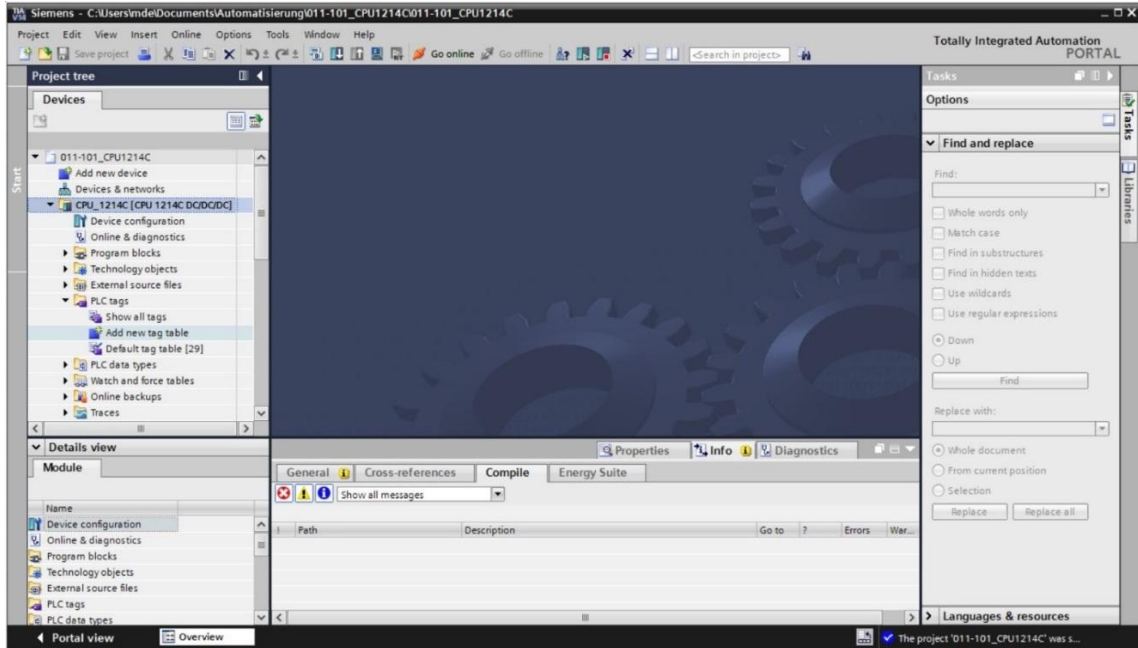 Siemens - C:\Users\mde\Documents\Automatisierung\011-101_CPU1214C\011-101_CPU1214C
Project Edit View Insert Online Options Tools Window Help
Save project Go online Go offline <Search in project>
Totally Integrated Automation
PORTAL
Project tree
Devices
Start
011-101_CPU1214C
Add new device
Devices & networks
CPU_1214C [CPU 1214C DC/DC/DC]
Device configuration
Online & diagnostics
Program blocks
Technology objects
External source files
PLC tags
Show all tags
Add new tag table
Default tag table [29]
PLC data types
Watch and force tables
Online backups
Traces
Details view
Module
Name
Device configuration
Online & diagnostics
Program blocks
Technology objects
External source files
PLC tags
PLC data types
Properties Info Diagnostics
General Cross-references Compile Energy Suite
Show all messages
! Path Description Go to ? Errors War...
Tasks
Options
Find and replace
Find:
Whole words only
Match case
Find in substructures
Find in hidden texts
Use wildcards
Use regular expressions
Down
Up
Find
Replace with:
Whole document
From current position
Selection
Replace Replace all
Languages & resources
Tasks
Libraries
Portal view Overview
The project '011-101_CPU1214C' was s...